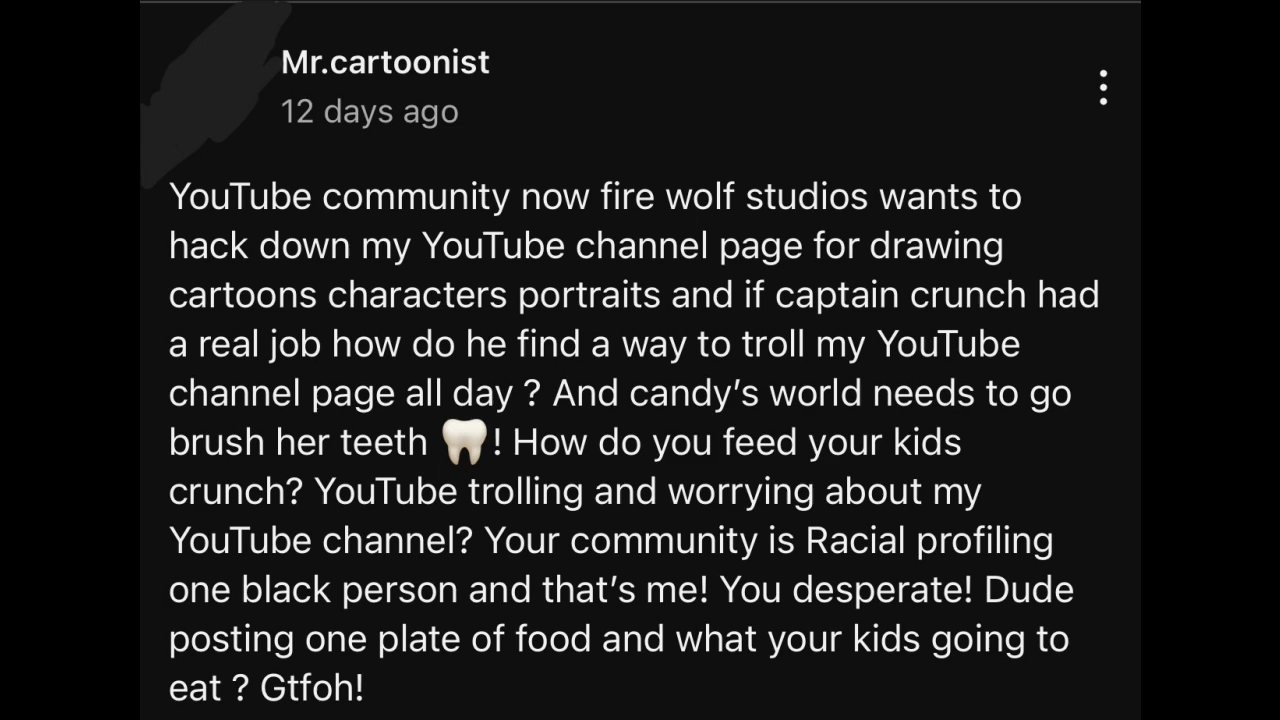 Mr.cartoonist
12 days ago
YouTube community now fire wolf studios wants to
hack down my YouTube channel page for drawing
cartoons characters portraits and if captain crunch had
a real job how do he find a way to troll my YouTube
channel page all day ? And candy’s world needs to go
brush her teeth 🦷! How do you feed your kids
crunch? YouTube trolling and worrying about my
YouTube channel? Your community is Racial profiling
one black person and that’s me! You desperate! Dude
posting one plate of food and what your kids going to
eat ? Gtfoh!